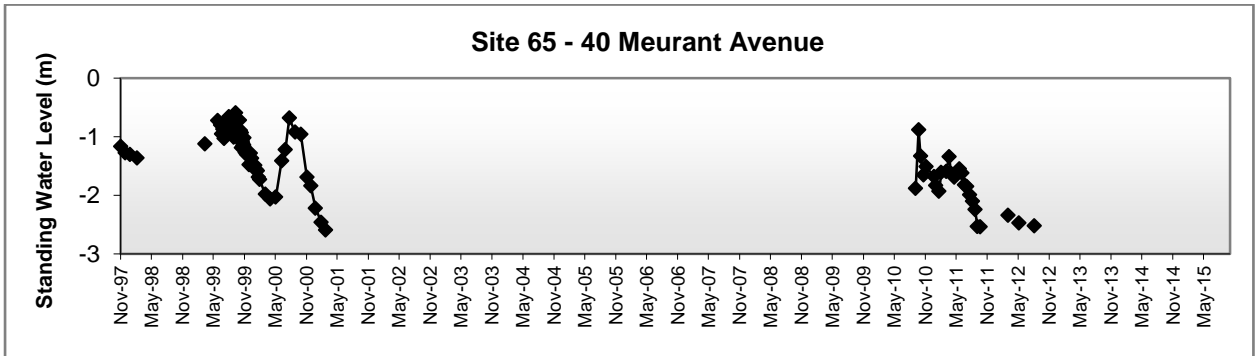 Site 65 - 40 Meurant Avenue
Standing Water Level (m)
0
-1
-2
-3
Nov-97
May-98
Nov-98
May-99
Nov-99
May-00
Nov-00
May-01
Nov-01
May-02
Nov-02
May-03
Nov-03
May-04
Nov-04
May-05
Nov-05
May-06
Nov-06
May-07
Nov-07
May-08
Nov-08
May-09
Nov-09
May-10
Nov-10
May-11
Nov-11
May-12
Nov-12
May-13
Nov-13
May-14
Nov-14
May-15